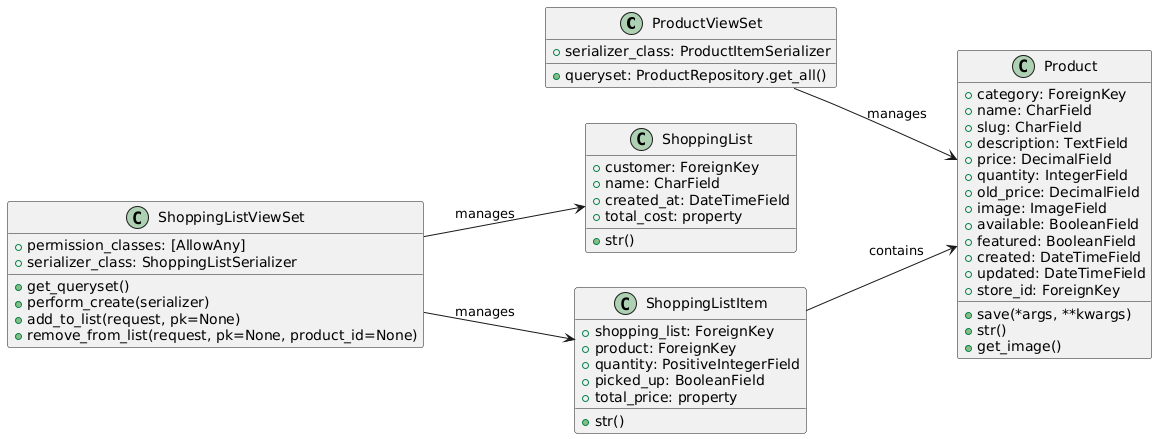 ProductViewSet
serializer_class: ProductItemSerializer
queryset: ProductRepository.get_all()
manages
Product
category: ForeignKey
name: CharField
slug: CharField
description: TextField
price: DecimalField
quantity: IntegerField
old_price: DecimalField
image: ImageField
available: BooleanField
featured: BooleanField
created: DateTimeField
updated: DateTimeField
store_id: ForeignKey
save(*args, **kwargs)
str()
get_image()
ShoppingList
customer: ForeignKey
name: CharField
created_at: DateTimeField
total_cost: property
str()
ShoppingListViewSet
permission_classes: [AllowAny]
serializer_class: ShoppingListSerializer
get_queryset()
perform_create(serializer)
add_to_list(request, pk=None)
remove_from_list(request, pk=None, product_id=None)
manages
manages
contains
ShoppingListItem
shopping_list: ForeignKey
product: ForeignKey
quantity: PositiveIntegerField
picked_up: BooleanField
total_price: property
str()